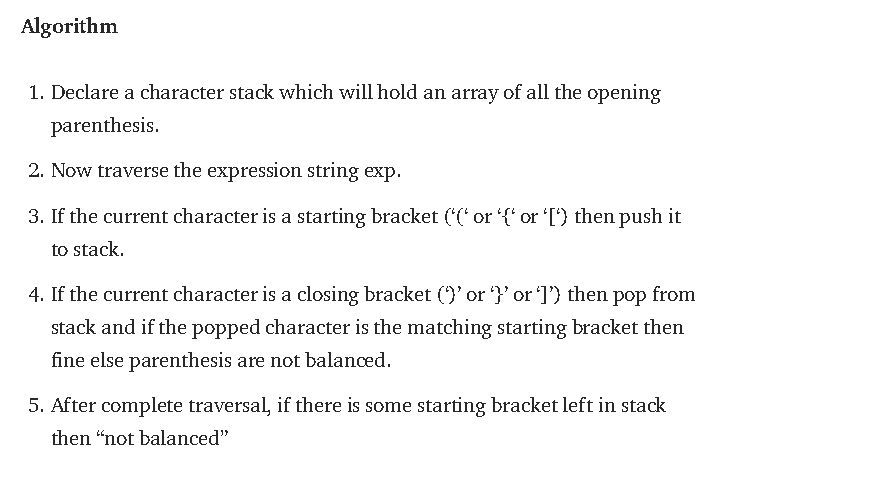 Algorithm
1. Declare a character stack which will hold an array of all the opening
parenthesis.
2. Now traverse the expression string exp.
3. If the current character is a starting bracket (‘(‘ or ‘{‘ or ‘[‘) then push it
to stack.
4. If the current character is a closing bracket (‘)’ or ‘}’ or ‘]’) then pop from
stack and if the popped character is the matching starting bracket then
fine else parenthesis are not balanced.
5. After complete traversal, if there is some starting bracket left in stack
then “not balanced”